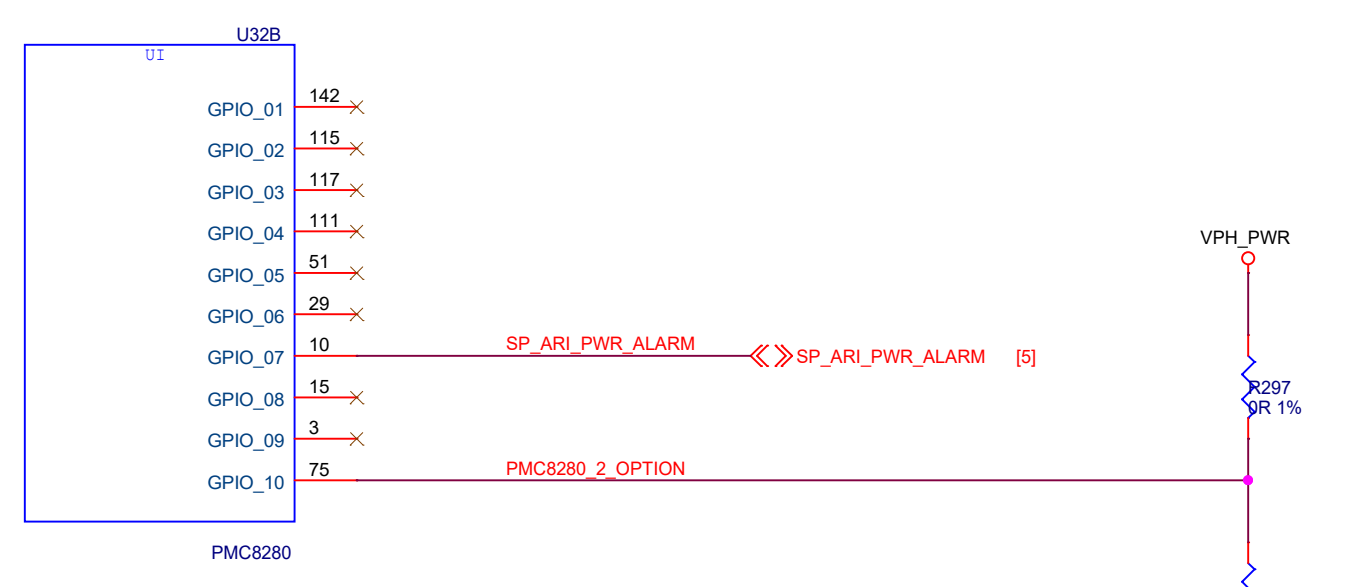 U32B
UI
GPIO_01 142
GPIO_02 115
GPIO_03 117
GPIO_04 111
GPIO_05 51
GPIO_06 29
GPIO_07 10 SP_ARI_PWR_ALARM SP_ARI_PWR_ALARM [5]
GPIO_08 15
GPIO_09 3
GPIO_10 75 PMC8280_2_OPTION
PMC8280
VPH_PWR
R297
0R 1%